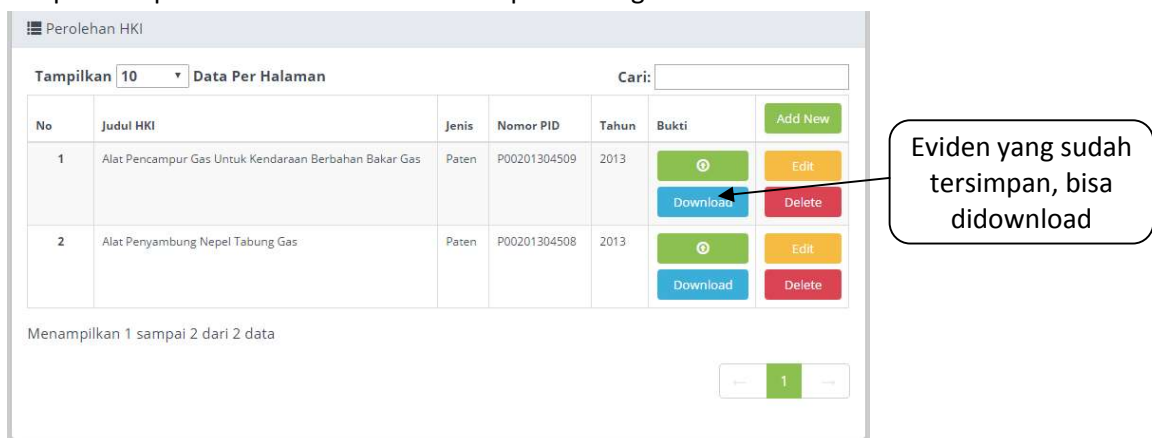 Perolehan HKI
Tampilkan 10 Data Per Halaman Cari:
No Judul HKI Jenis Nomor PID Tahun Bukti Add New
1 Alat Pencampur Gas Untuk Kendaraan Berbahan Bakar Gas Paten P00201304509 2013 Edit
Download Delete
2 Alat Penyambung Nepel Tabung Gas Paten P00201304508 2013 Edit
Download Delete
Menampilkan 1 sampai 2 dari 2 data
← 1 →
Eviden yang sudah
tersimpan, bisa
didownload